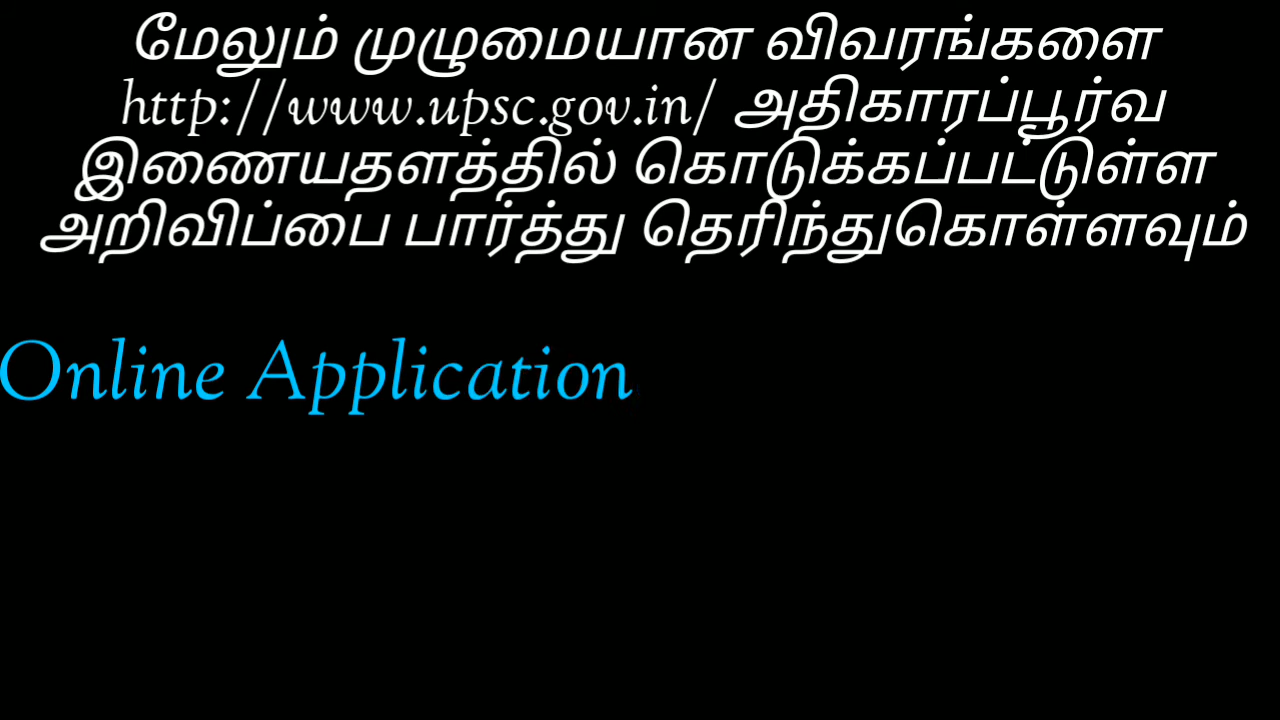 மேலும் முழுமையான விவரங்களை
http://www.upsc.gov.in/ அதிகாரப்பூர்வ
இணையதளத்தில் கொடுக்கப்பட்டுள்ள
அறிவிப்பை பார்த்து தெரிந்துகொள்ளவும்
Online Application